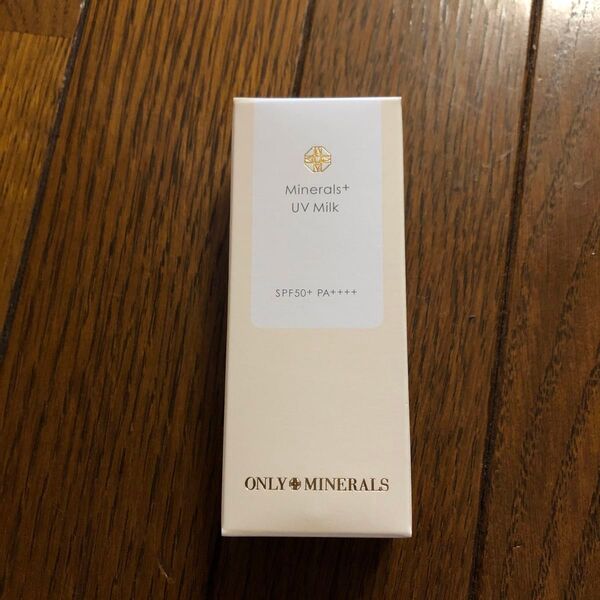 Minerals+
UV Milk
SPF50+ PA++++
ONLY MINERALS